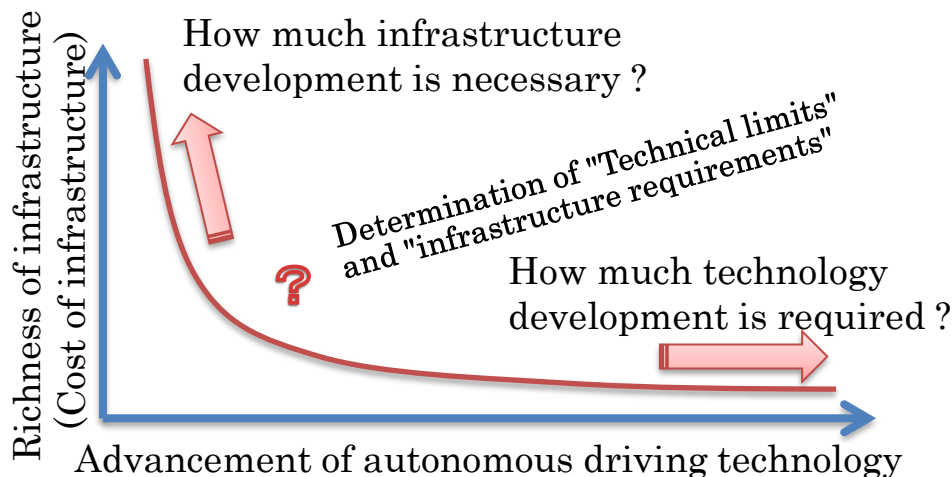 How much infrastructure
development is necessary ?
Richness of infrastructure
(Cost of infrastructure)
Determination of "Technical limits"
and "infrastructure requirements"
?
How much technology
development is required ?
Advancement of autonomous driving technology